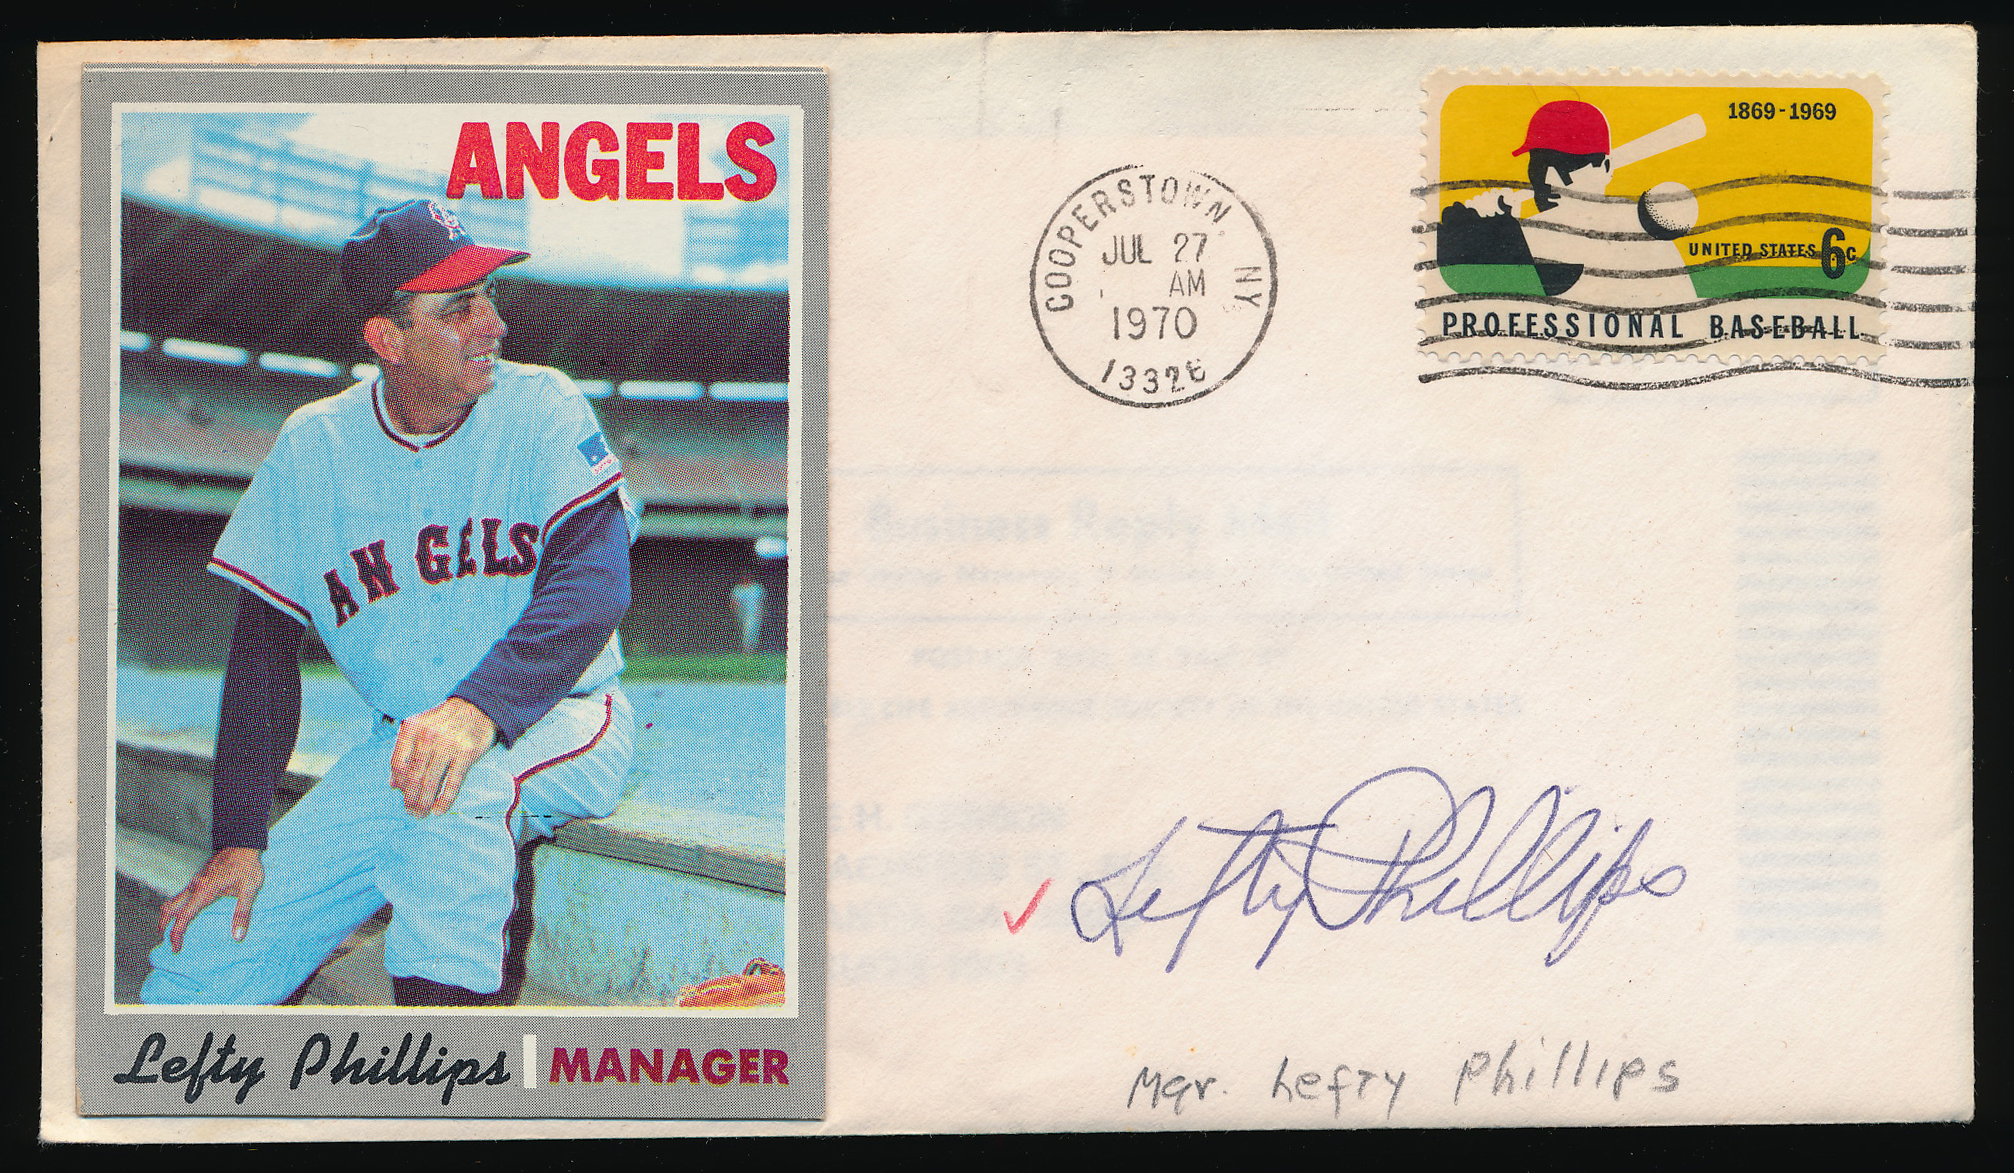 ANGELS
ANGELS
Lefty Phillips | MANAGER
COOPERSTOWN NY
JUL 27
AM
1970
13326
1869-1969
UNITED STATES 6c
PROFESSIONAL BASEBALL
Lefty Phillips
Mgr. Lefty Phillips